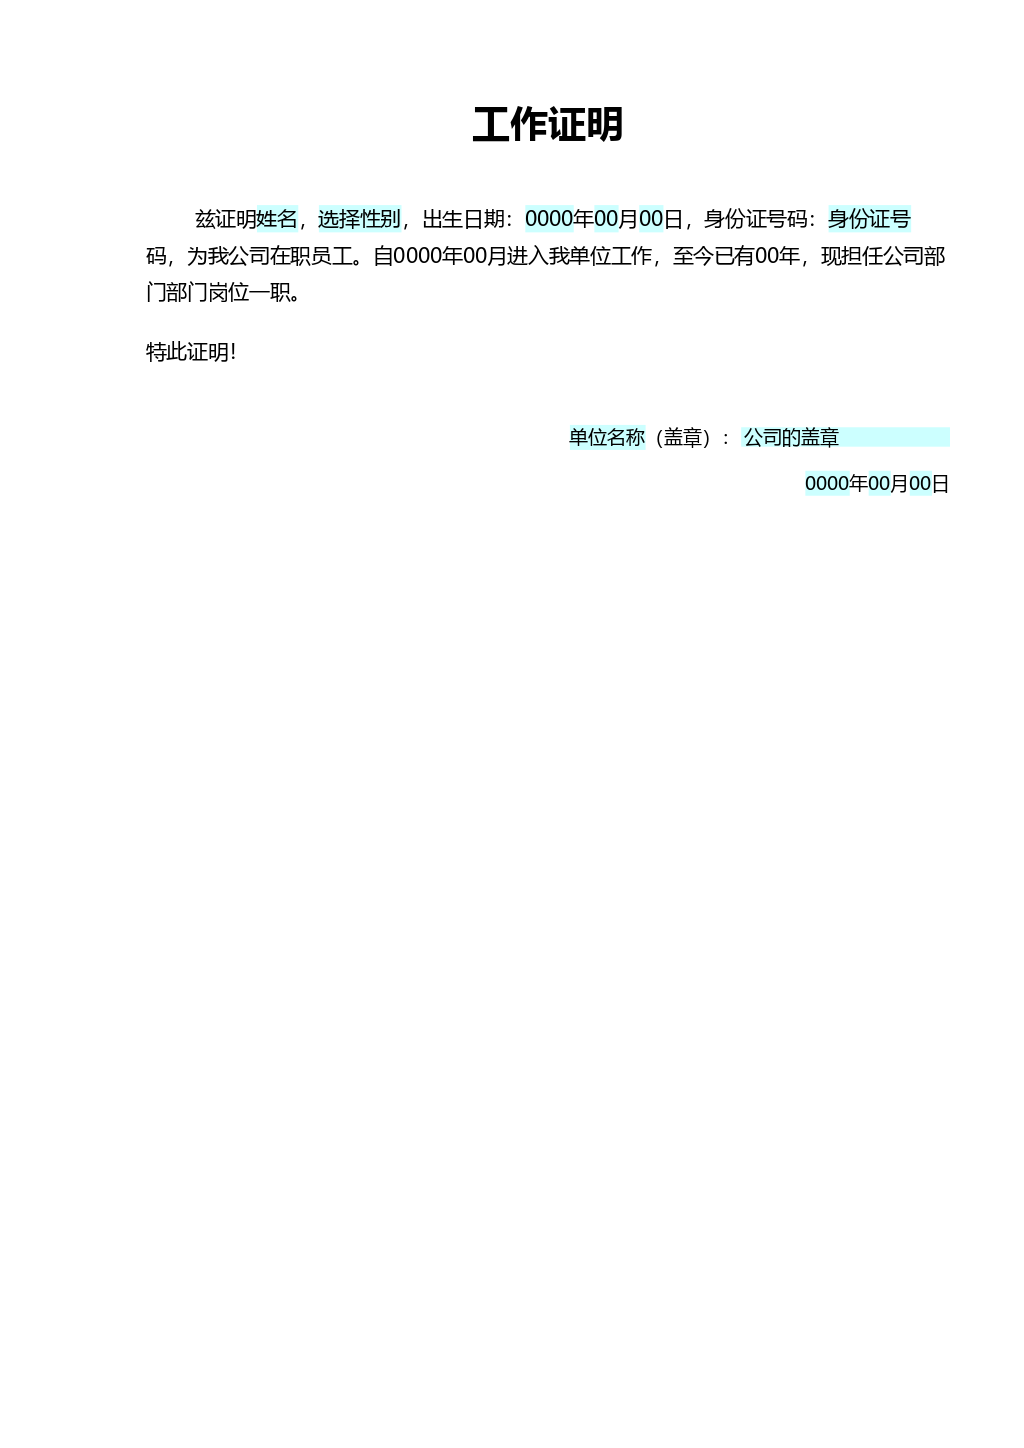 工作证明
兹证明姓名，选择性别，出生日期：0000年00月00日，身份证号码：身份证号
码，为我公司在职员工。自0000年00月进入我单位工作，至今已有00年，现担任公司部
门部门岗位一职。
特此证明！
单位名称（盖章）：公司的盖章
0000年00月00日